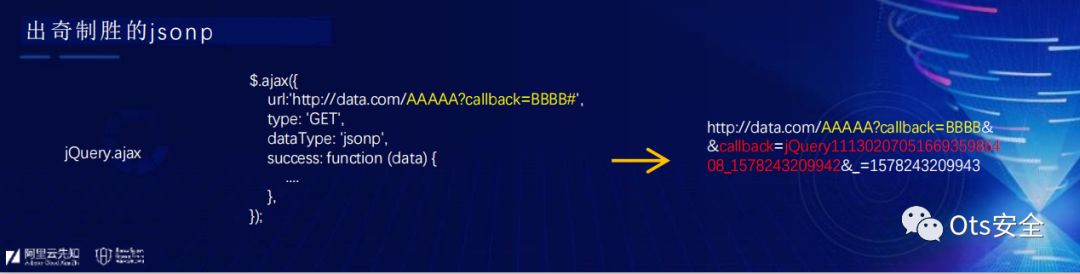 出奇制胜的jsonp
$.ajax({
url:'http://data.com/AAAAA?callback=BBBB#',
type: 'GET',
dataType: 'jsonp',
success: function (data) {
....
},
});
jQuery.ajax
http://data.com/AAAAA?callback=BBBB&
&callback=jQuery11130207051669359864
08_1578243209942&_=1578243209943
Ots安全
阿里云先知